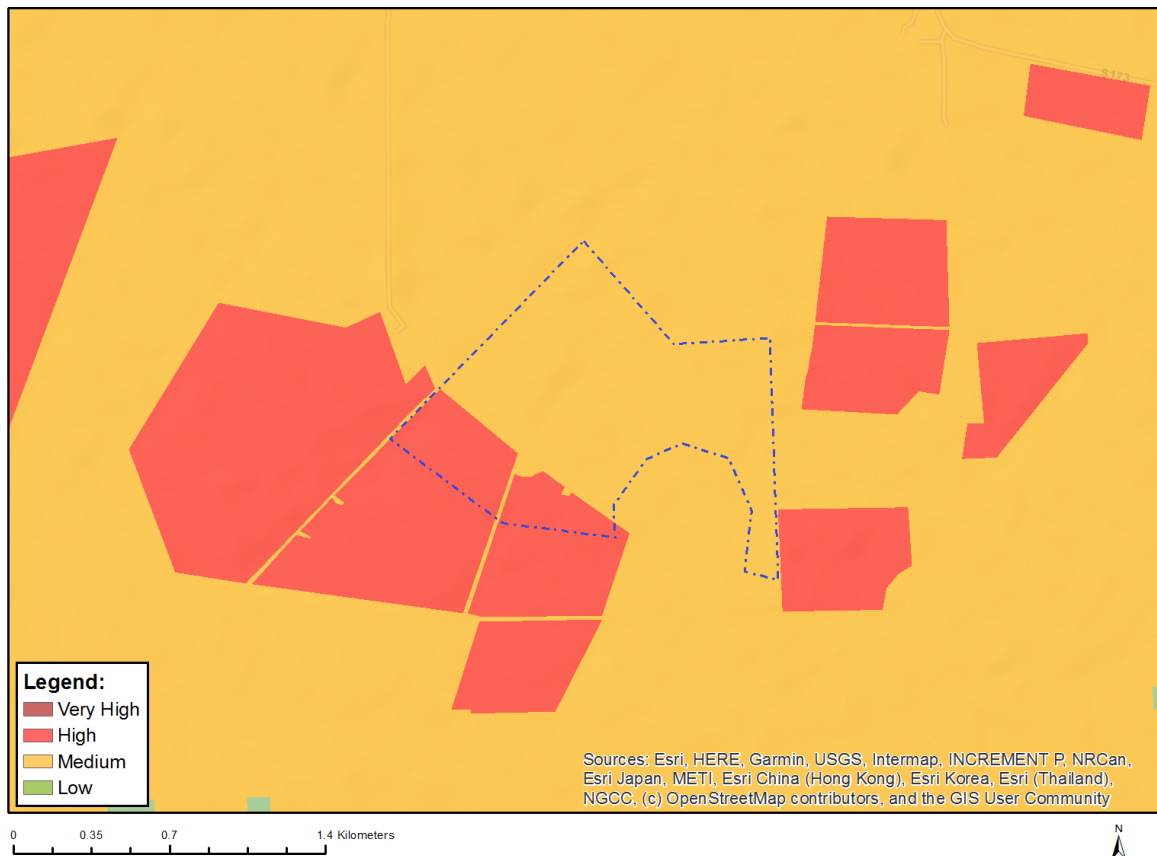 S173
Legend:
Very High
High
Medium
Low
Sources: Esri, HERE, Garmin, USGS, Intermap, INCREMENT P, NRCan,
Esri Japan, METI, Esri China (Hong Kong), Esri Korea, Esri (Thailand),
NGCC, (c) OpenStreetMap contributors, and the GIS User Community
0 0.35 0.7 1.4 Kilometers
N